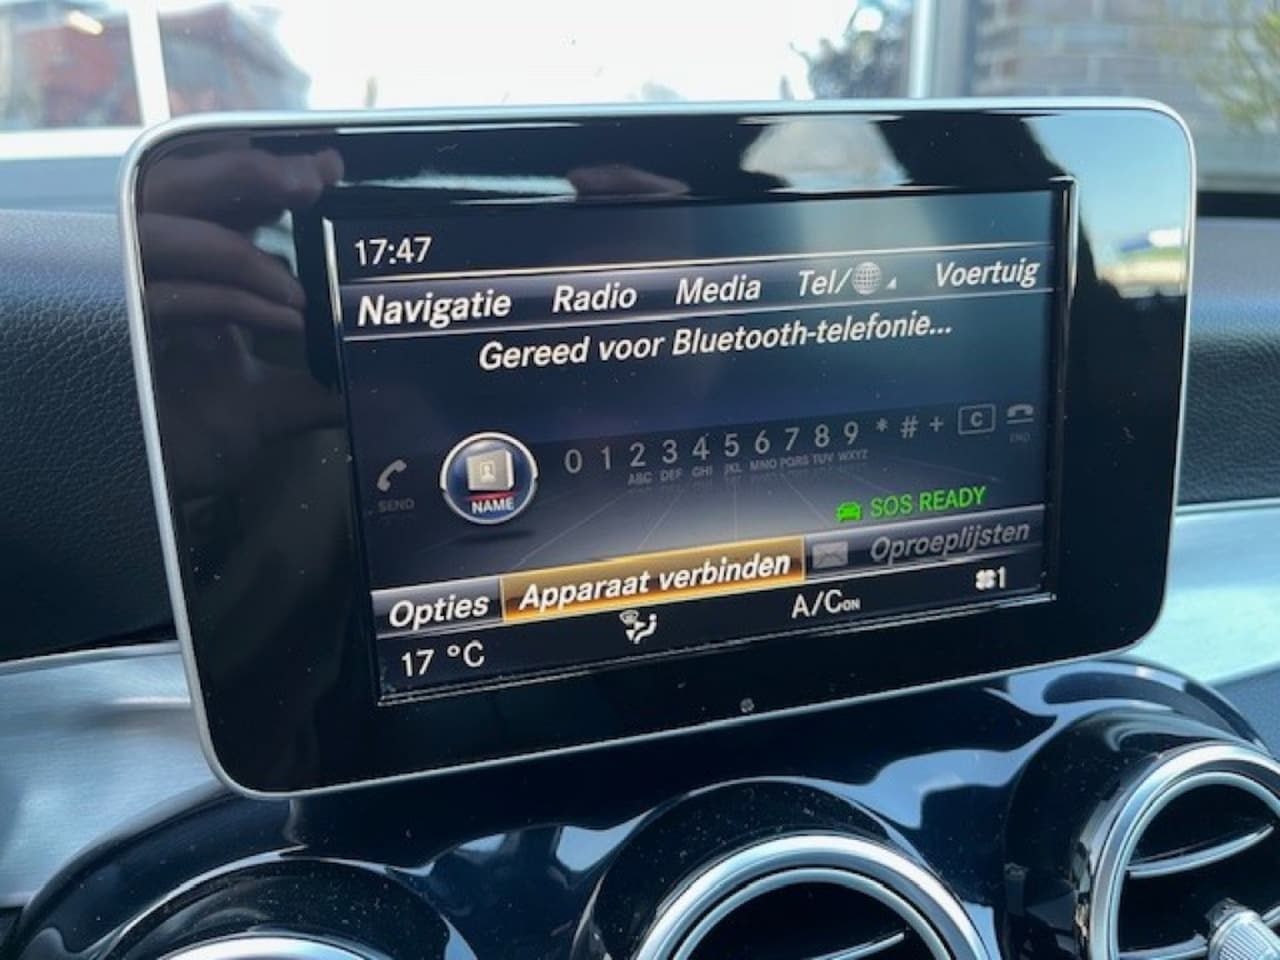 17:47
Navigatie Radio Media Tel/ Voertuig
Gereed voor Bluetooth-telefonie...
0 1 2 3 4 5 6 7 8 9 * # + C
SEND NAME ABC DEF GHI JKL MNO PQRS TUV WXYZ END
SOS READY
Opties Apparaat verbinden Oproeplijsten
17 °C A/C ON 1